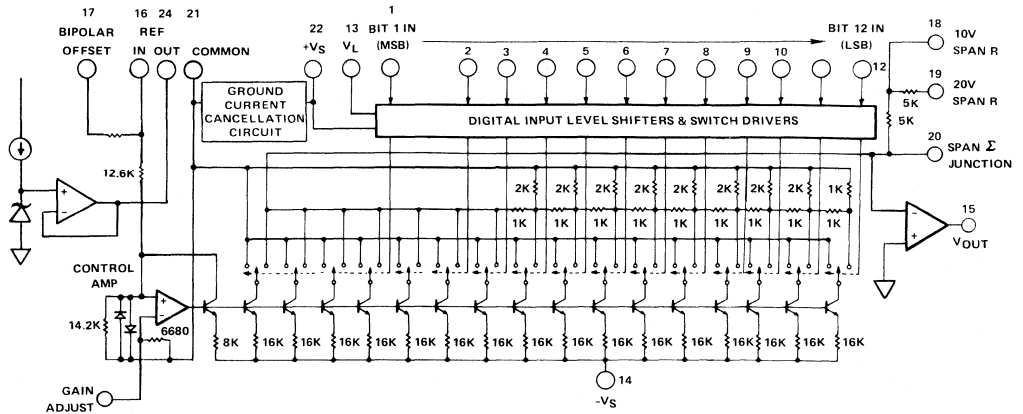 17 16 24 21
BIPOLAR REF
OFFSET IN OUT COMMON
22 13 1
+VS VL BIT 1 IN
(MSB)
2 3 4 5 6 7 8 9 10
BIT 12 IN
(LSB)
12
18
10V
SPAN R
19
20V
SPAN R
5K
5K
20
SPAN Σ
JUNCTION
GROUND
CURRENT
CANCELLATION
CIRCUIT
DIGITAL INPUT LEVEL SHIFTERS & SWITCH DRIVERS
12.6K
2K 2K 2K 2K 2K 2K 2K 2K 1K
1K 1K 1K 1K 1K 1K 1K 1K
+
−
−
+
15
VOUT
CONTROL
AMP
+
−
14.2K
6680
8K 16K 16K 16K 16K 16K 16K 16K 16K 16K 16K 16K 16K 16K 16K 16K
GAIN
ADJUST
14
-VS